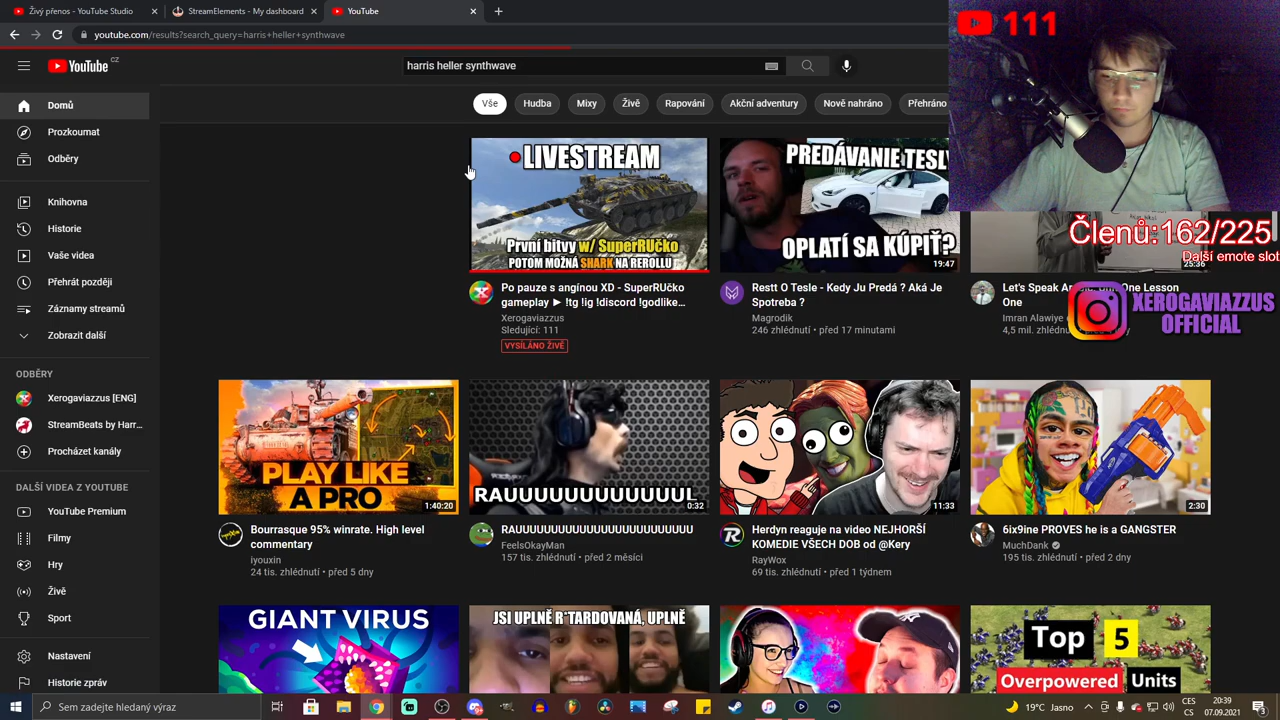 Živý přenos - YouTube Studio
StreamElements - My dashboard
YouTube
youtube.com/results?search_query=harris+heller+synthwave
YouTube CZ
harris heller synthwave
111
Domů
Prozkoumat
Odběry
Knihovna
Historie
Vaše videa
Přehrát později
Záznamy streamů
Zobrazit další
ODBĚRY
Xerogaviazzus [ENG]
StreamBeats by Harr...
Procházet kanály
DALŠÍ VIDEA Z YOUTUBE
YouTube Premium
Filmy
Hry
Živě
Sport
Nastavení
Historie zpráv
Vše
Hudba
Mixy
Živě
Rapování
Akční adventury
Nově nahráno
Přehráno
LIVESTREAM
První bitvy w/ SuperRUčko
POTOM MOŽNÁ SHARK NA REROLLU
Po pauze s angínou XD - SuperRUčko
gameplay ► !tg !ig !discord !godlike...
Xerogaviazzus
Sledující: 111
VYSÍLÁNO ŽIVĚ
PREDÁVANIE TESLY
OPLATÍ SA KÚPIŤ?
19:47
Restt O Tesle - Kedy Ju Predá ? Aká Je
Spotreba ?
Magrodik
246 zhlédnutí • před 17 minutami
Členů:162/225
Další emote slot
25:36
Let's Speak
One Lesson
One
Imran Alawiye
4,5 mil. zhlédnutí
XEROGAVIAZZUS
OFFICIAL
PLAY LIKE
A PRO
1:40:20
Bourrasque 95% winrate. High level
commentary
iyouxin
24 tis. zhlédnutí • před 5 dny
RAUUUUUUUUUUUUL
0:32
RAUUUUUUUUUUUUUUUUUUUUUUUU
FeelsOkayMan
157 tis. zhlédnutí • před 2 měsíci
11:33
Herdyn reaguje na video NEJHORŠÍ
KOMEDIE VŠECH DOB od @Kery
RayWox
69 tis. zhlédnutí • před 1 týdnem
2:30
6ix9ine PROVES he is a GANGSTER
MuchDank
195 tis. zhlédnutí • před 2 dny
GIANT VIRUS
JSI UPLNĚ R*TARDOVANÁ, UPLNĚ
Top 5
Overpowered Units
Sem zadejte hledaný výraz
19°C Jasno
CES
CS
20:39
07.09.2021
3